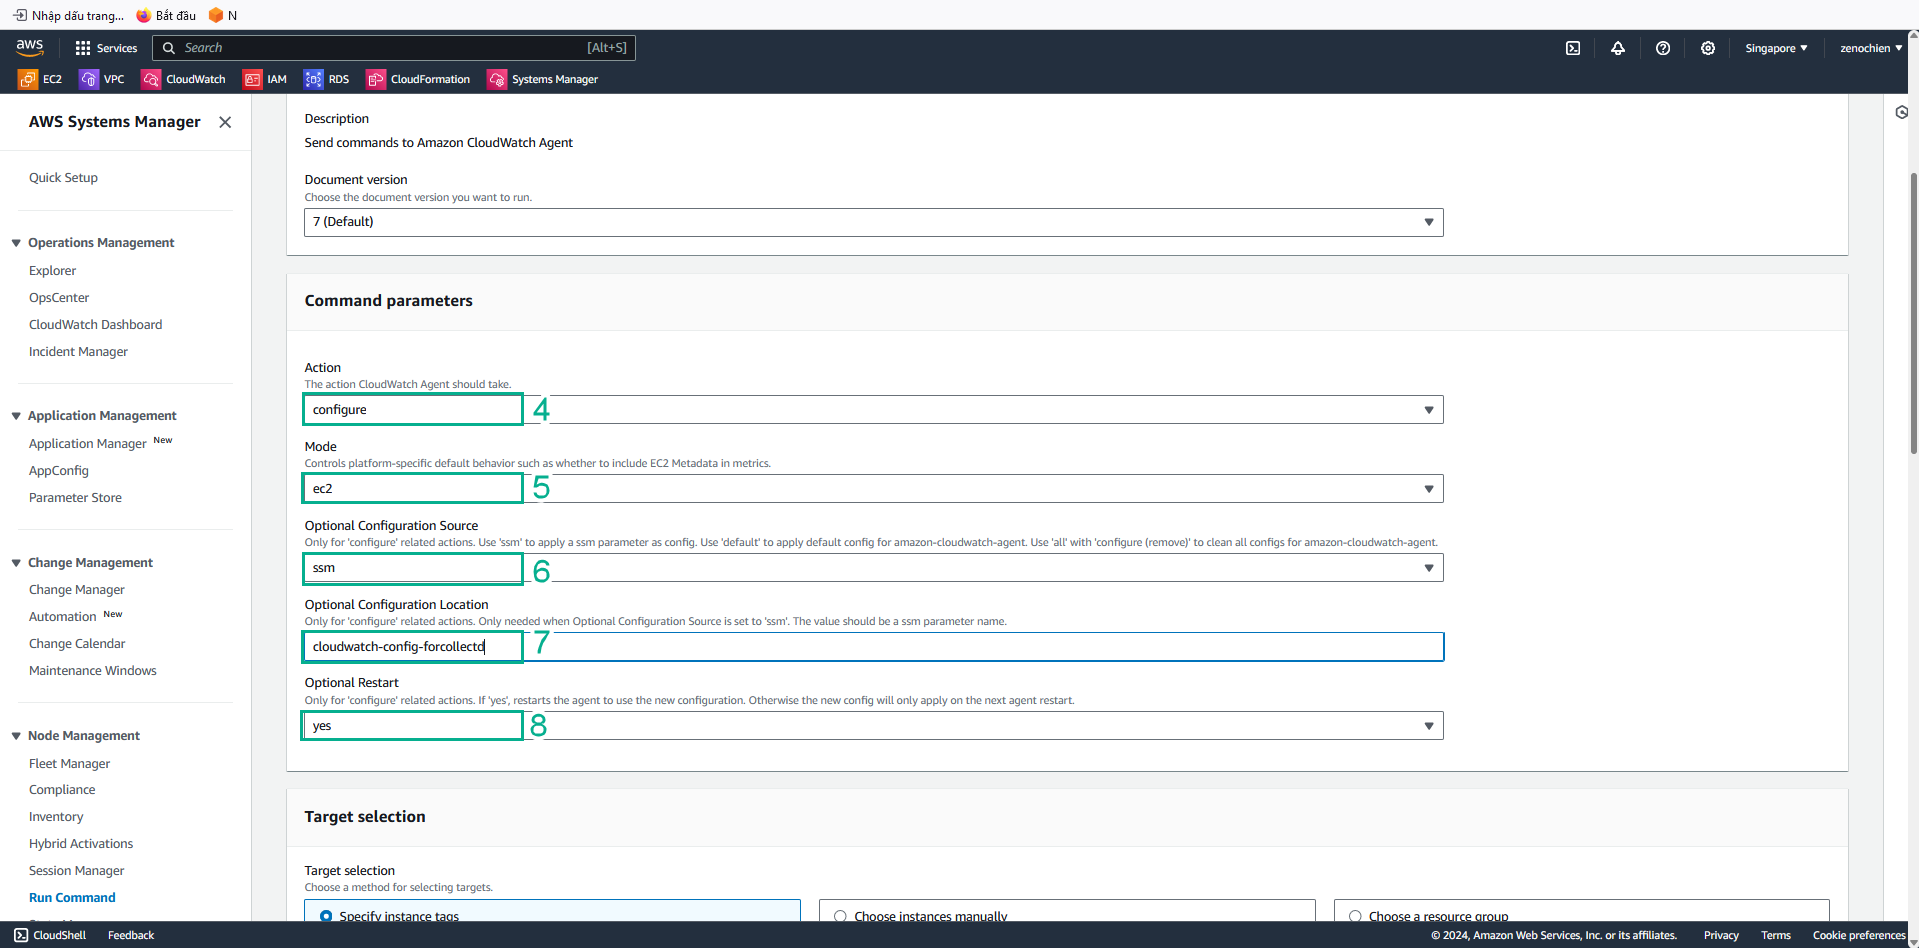 Nhập dấu trang... Bắt đầu N
aws Services Search [Alt+S] Singapore zenochien
EC2 VPC CloudWatch IAM RDS CloudFormation Systems Manager
AWS Systems Manager
Quick Setup
Operations Management
Explorer
OpsCenter
CloudWatch Dashboard
Incident Manager
Application Management
Application Manager New
AppConfig
Parameter Store
Change Management
Change Manager
Automation New
Change Calendar
Maintenance Windows
Node Management
Fleet Manager
Compliance
Inventory
Hybrid Activations
Session Manager
Run Command
Description
Send commands to Amazon CloudWatch Agent
Document version
Choose the document version you want to run.
7 (Default)
Command parameters
Action
The action CloudWatch Agent should take.
configure 4
Mode
Controls platform-specific default behavior such as whether to include EC2 Metadata in metrics.
ec2 5
Optional Configuration Source
Only for 'configure' related actions. Use 'ssm' to apply a ssm parameter as config. Use 'default' to apply default config for amazon-cloudwatch-agent. Use 'all' with 'configure (remove)' to clean all configs for amazon-cloudwatch-agent.
ssm 6
Optional Configuration Location
Only for 'configure' related actions. Only needed when Optional Configuration Source is set to 'ssm'. The value should be a ssm parameter name.
cloudwatch-config-forcollectd 7
Optional Restart
Only for 'configure' related actions. If 'yes', restarts the agent to use the new configuration. Otherwise the new config will only apply on the next agent restart.
yes 8
Target selection
Target selection
Choose a method for selecting targets.
Specify instance tags Choose instances manually Choose a resource group
CloudShell Feedback © 2024, Amazon Web Services, Inc. or its affiliates. Privacy Terms Cookie preferences